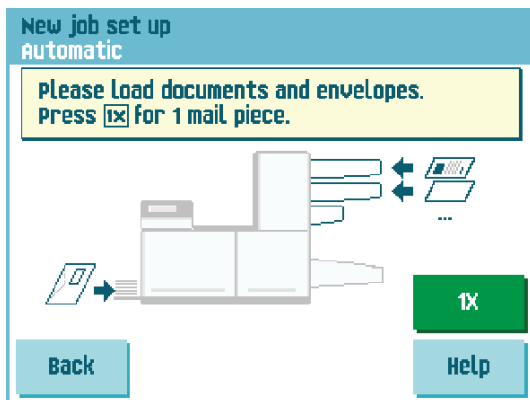 New job set up
Automatic
Please load documents and envelopes.
Press 1X for 1 mail piece.
...
1X
Back
Help